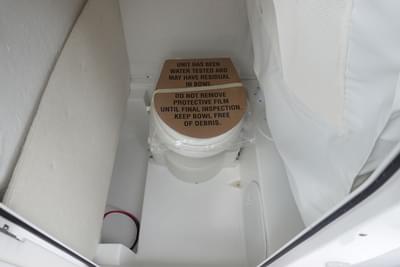 UNIT HAS BEEN
WATER TESTED AND
MAY HAVE RESIDUAL
IN BOWL
DO NOT REMOVE
PROTECTIVE FILM
UNTIL FINAL INSPECTION.
KEEP BOWL FREE
OF DEBRIS.